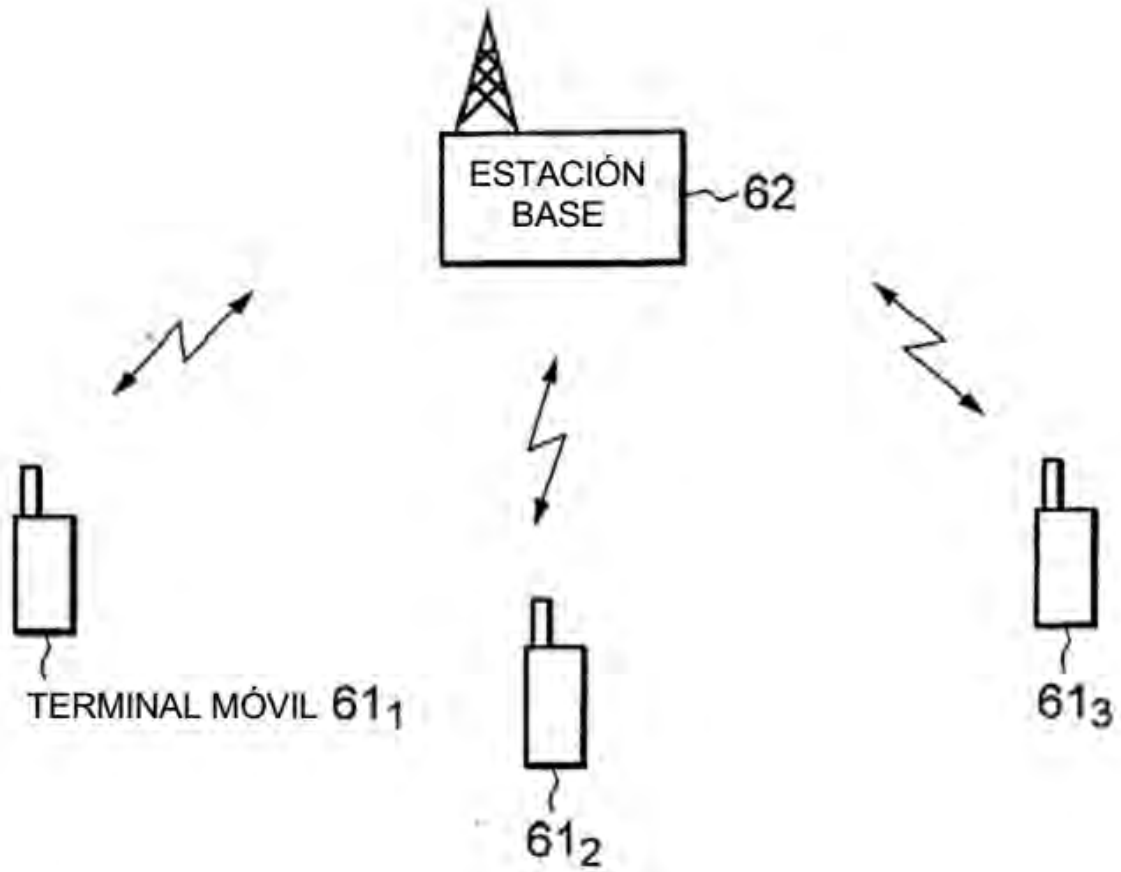 ESTACIÓN
BASE
62
TERMINAL MÓVIL 61₁
61₂
61₃